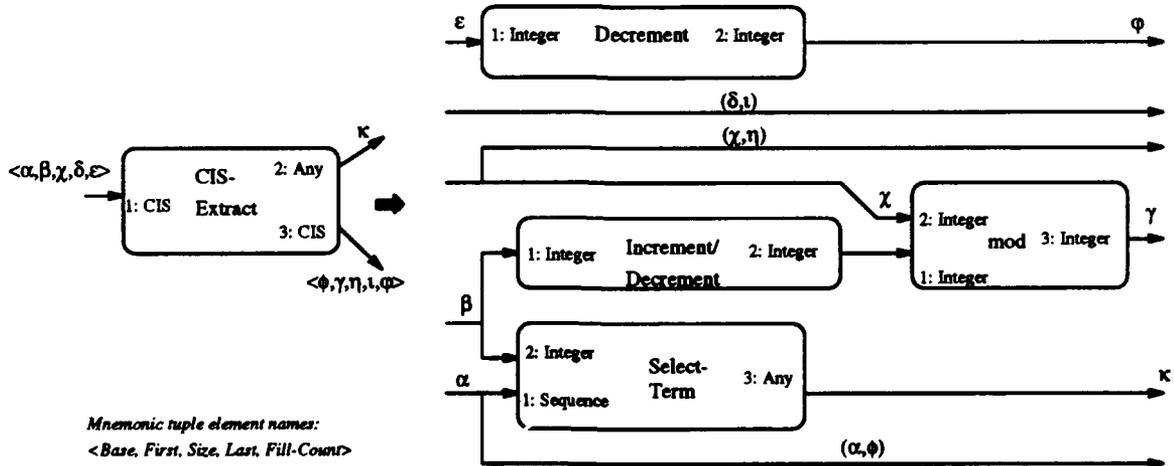 <α,β,χ,δ,ε>
1: CIS
CIS-
Extract
2: Any
3: CIS
κ
<ϕ,γ,η,ι,φ>
ε
1: Integer
Decrement
2: Integer
φ
(δ,ι)
(χ,η)
χ
2: Integer
mod
3: Integer
1: Integer
γ
1: Integer
Increment/
Decrement
2: Integer
β
2: Integer
Select-
Term
3: Any
1: Sequence
α
κ
(α,ϕ)
Mnemonic tuple element names:
<Base, First, Size, Last, Fill-Count>